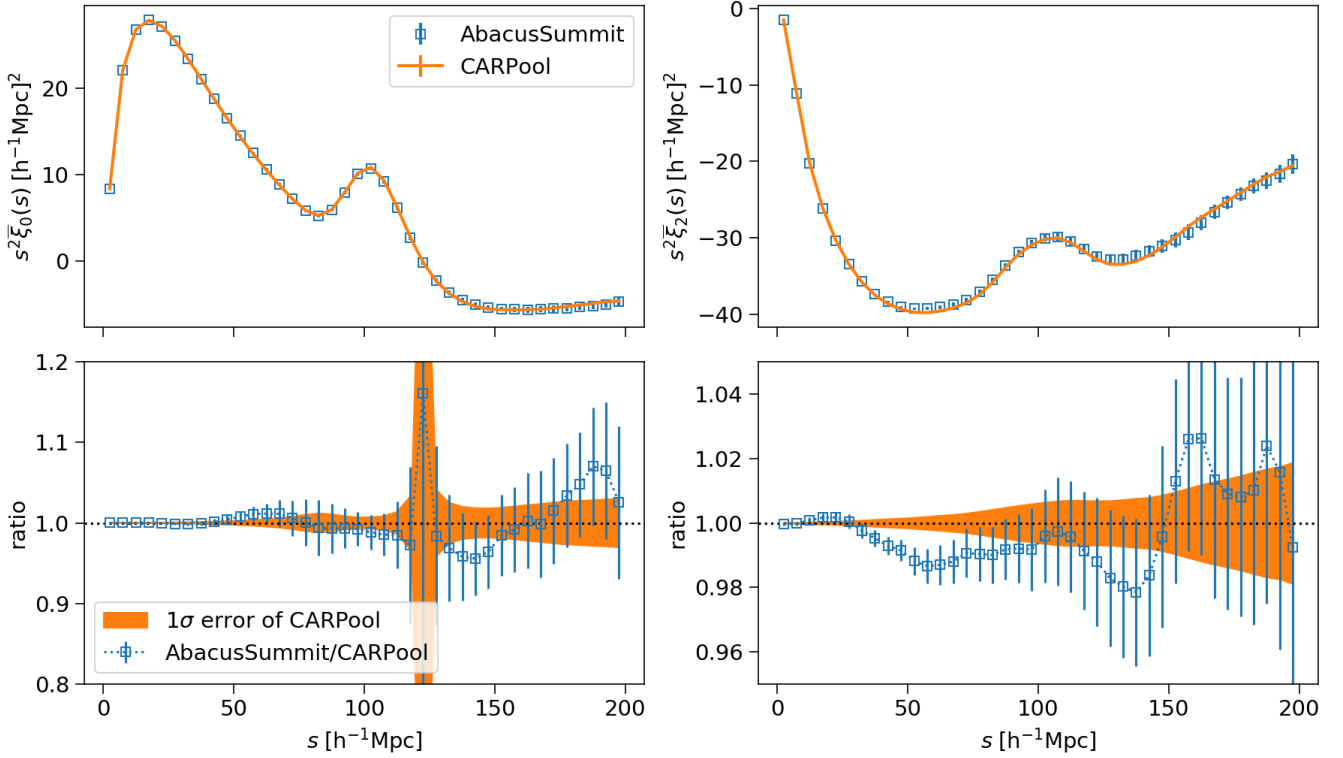 s²ξ̅₀(s) [h⁻¹Mpc]²
20
10
0
AbacusSummit
CARPool
s²ξ̅₂(s) [h⁻¹Mpc]²
0
−10
−20
−30
−40
ratio
1.2
1.1
1.0
0.9
0.8
1σ error of CARPool
AbacusSummit/CARPool
0 50 100 150 200
s [h⁻¹Mpc]
ratio
1.04
1.02
1.00
0.98
0.96
0 50 100 150 200
s [h⁻¹Mpc]